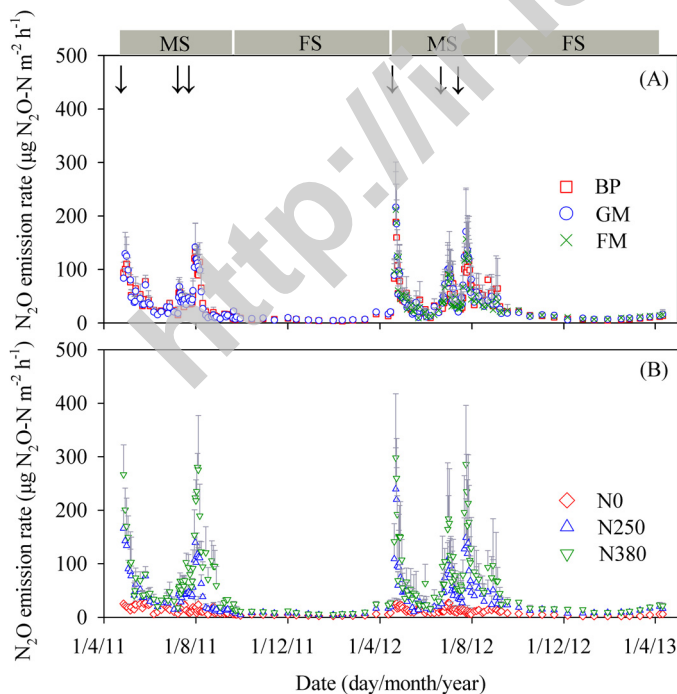 MS FS MS FS
500
400
300
200
100
0
N₂O emission rate (µg N₂O-N m⁻² h⁻¹)
(A)
BP
GM
FM
500
400
300
200
100
0
N₂O emission rate (µg N₂O-N m⁻² h⁻¹)
(B)
N0
N250
N380
1/4/11 1/8/11 1/12/11 1/4/12 1/8/12 1/12/12 1/4/13
Date (day/month/year)